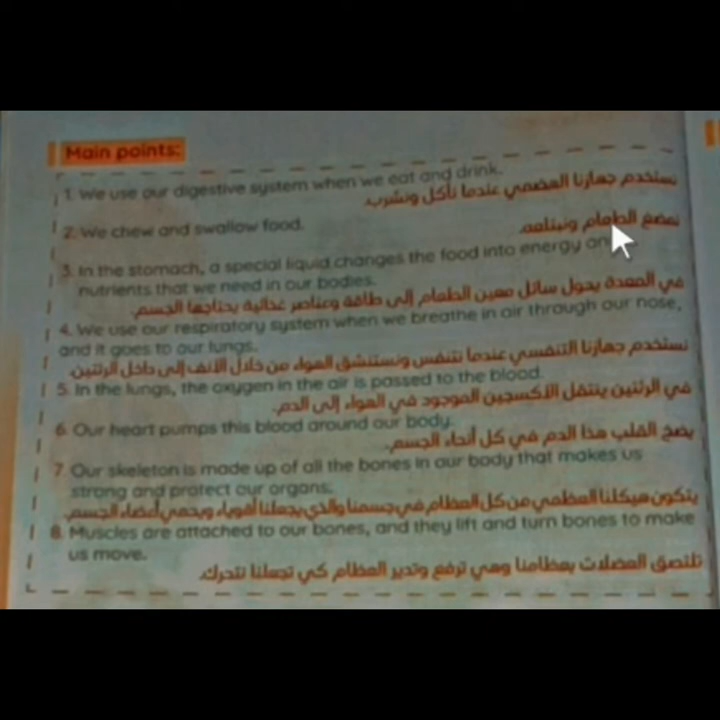 Main points:
1. We use our digestive system when we eat and drink.
نستخدم جهازنا الهضمي عندما نأكل ونشرب.
2. We chew and swallow food.
نمضغ الطعام ونبتلعه.
3. In the stomach, a special liquid changes the food into energy and
nutrients that we need in our bodies.
في المعدة يحول سائل معين الطعام إلى طاقة وعناصر غذائية يحتاجها الجسم.
4. We use our respiratory system when we breathe in air through our nose,
and it goes to our lungs.
نستخدم جهازنا التنفسي عندما نتنفس ونستنشق الهواء من خلال الأنف إلى داخل الرئتين.
5. In the lungs, the oxygen in the air is passed to the blood.
في الرئتين ينتقل الأكسجين الموجود في الهواء إلى الدم.
6. Our heart pumps this blood around our body.
يضخ القلب هذا الدم في كل أنحاء الجسم.
7. Our skeleton is made up of all the bones in our body that makes us
strong and protect our organs.
يتكون هيكلنا العظمي من كل العظام في جسمنا والذي يجعلنا أقوياء ويحمي أعضاء الجسم.
8. Muscles are attached to our bones, and they lift and turn bones to make
us move.
تلتصق العضلات بعظامنا وهي ترفع وتدير العظام كي تجعلنا نتحرك.